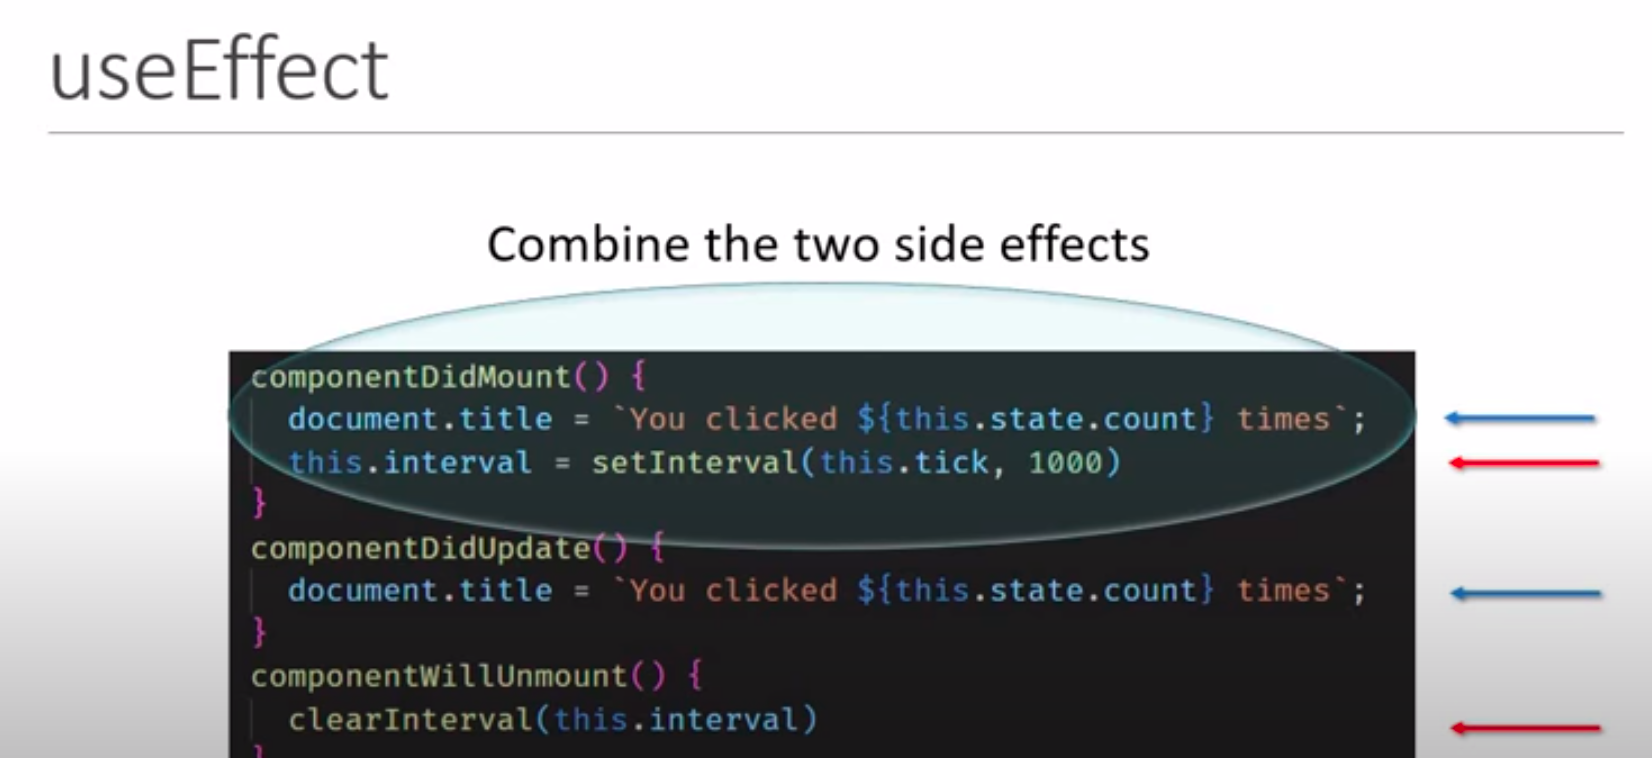 useEffect
Combine the two side effects
componentDidMount() {
document.title = `You clicked ${this.state.count} times`;
this.interval = setInterval(this.tick, 1000)
}
componentDidUpdate() {
document.title = `You clicked ${this.state.count} times`;
}
componentWillUnmount() {
clearInterval(this.interval)
}